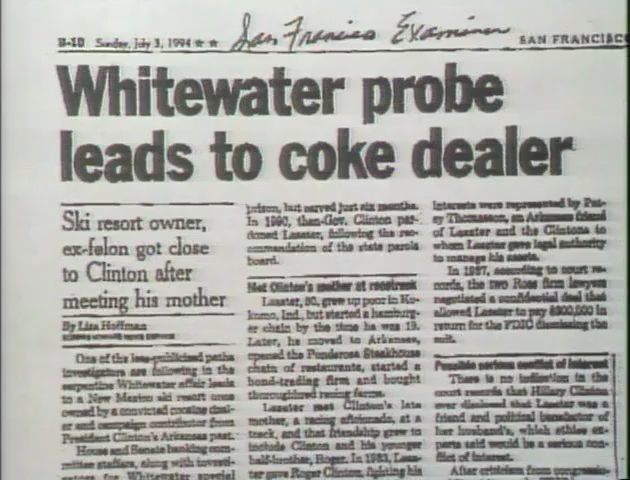 B-10 Sunday, July 3, 1994 ★ ★ San Francisco Examiner SAN FRANCISCO
Whitewater probe
leads to coke dealer
Ski resort owner,
ex-felon got close
to Clinton after
meeting his mother
By Lisa Hoffman
One of the less-publicized paths
investigators are following in the
serpentine Whitewater affair leads
to a New Mexico ski resort once
owned by a convicted cocaine deal-
er and campaign contributor from
President Clinton's Arkansas past.
House and Senate banking com-
mittee staffers, along with investi-
gators for Whitewater special
prison, but served just six months.
In 1990, then-Gov. Clinton par-
doned Lasater, following the rec-
ommendation of the state parole
board.
Met Clinton's mother at racetrack
Lasater, 50, grew up poor in Ko-
komo, Ind., but started a hamburg-
er chain by the time he was 19.
Later, he moved to Arkansas,
opened the Ponderosa Steakhouse
chain of restaurants, started a
bond-trading firm and bought
thoroughbred racing farms.
Lasater met Clinton's late
mother, a racing aficionado, at a
track, and that friendship grew to
include Clinton and his younger
half-brother, Roger. In 1983, Lasa-
ter gave Roger Clinton, fighting his
interests were represented by Pat-
sy Thomasson, an Arkansas friend
of Lasater and the Clintons to
whom Lasater gave legal authority
to manage his assets.
In 1987, according to court re-
cords, the two Rose firm lawyers
negotiated a confidential deal that
allowed Lasater to pay $200,000 in
return for the FDIC dismissing the
suit.
Possible serious conflict of interest
There is no indication in the
court records that Hillary Clinton
ever disclosed that Lasater was a
friend and political benefactor of
her husband's, which ethics ex-
perts said would be a serious con-
flict of interest.
After criticism from congressio-